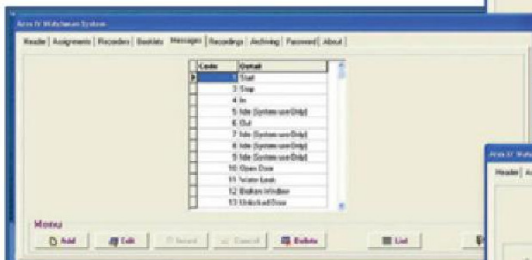 Acro IV Watchman System
Header | Assignments | Recorders | Booklets | Messages | Recordings | Archiving | Password | About
Code Detail
1 Start
3 Stop
4 In
5 Idle (System use Only)
6 Out
7 Idle (System use Only)
8 Idle (System use Only)
9 Idle (System use Only)
10 Open Door
11 Water Leak
12 Broken Window
13 Unlocked Door
Menu
Add Edit Cancel Delete List
Header